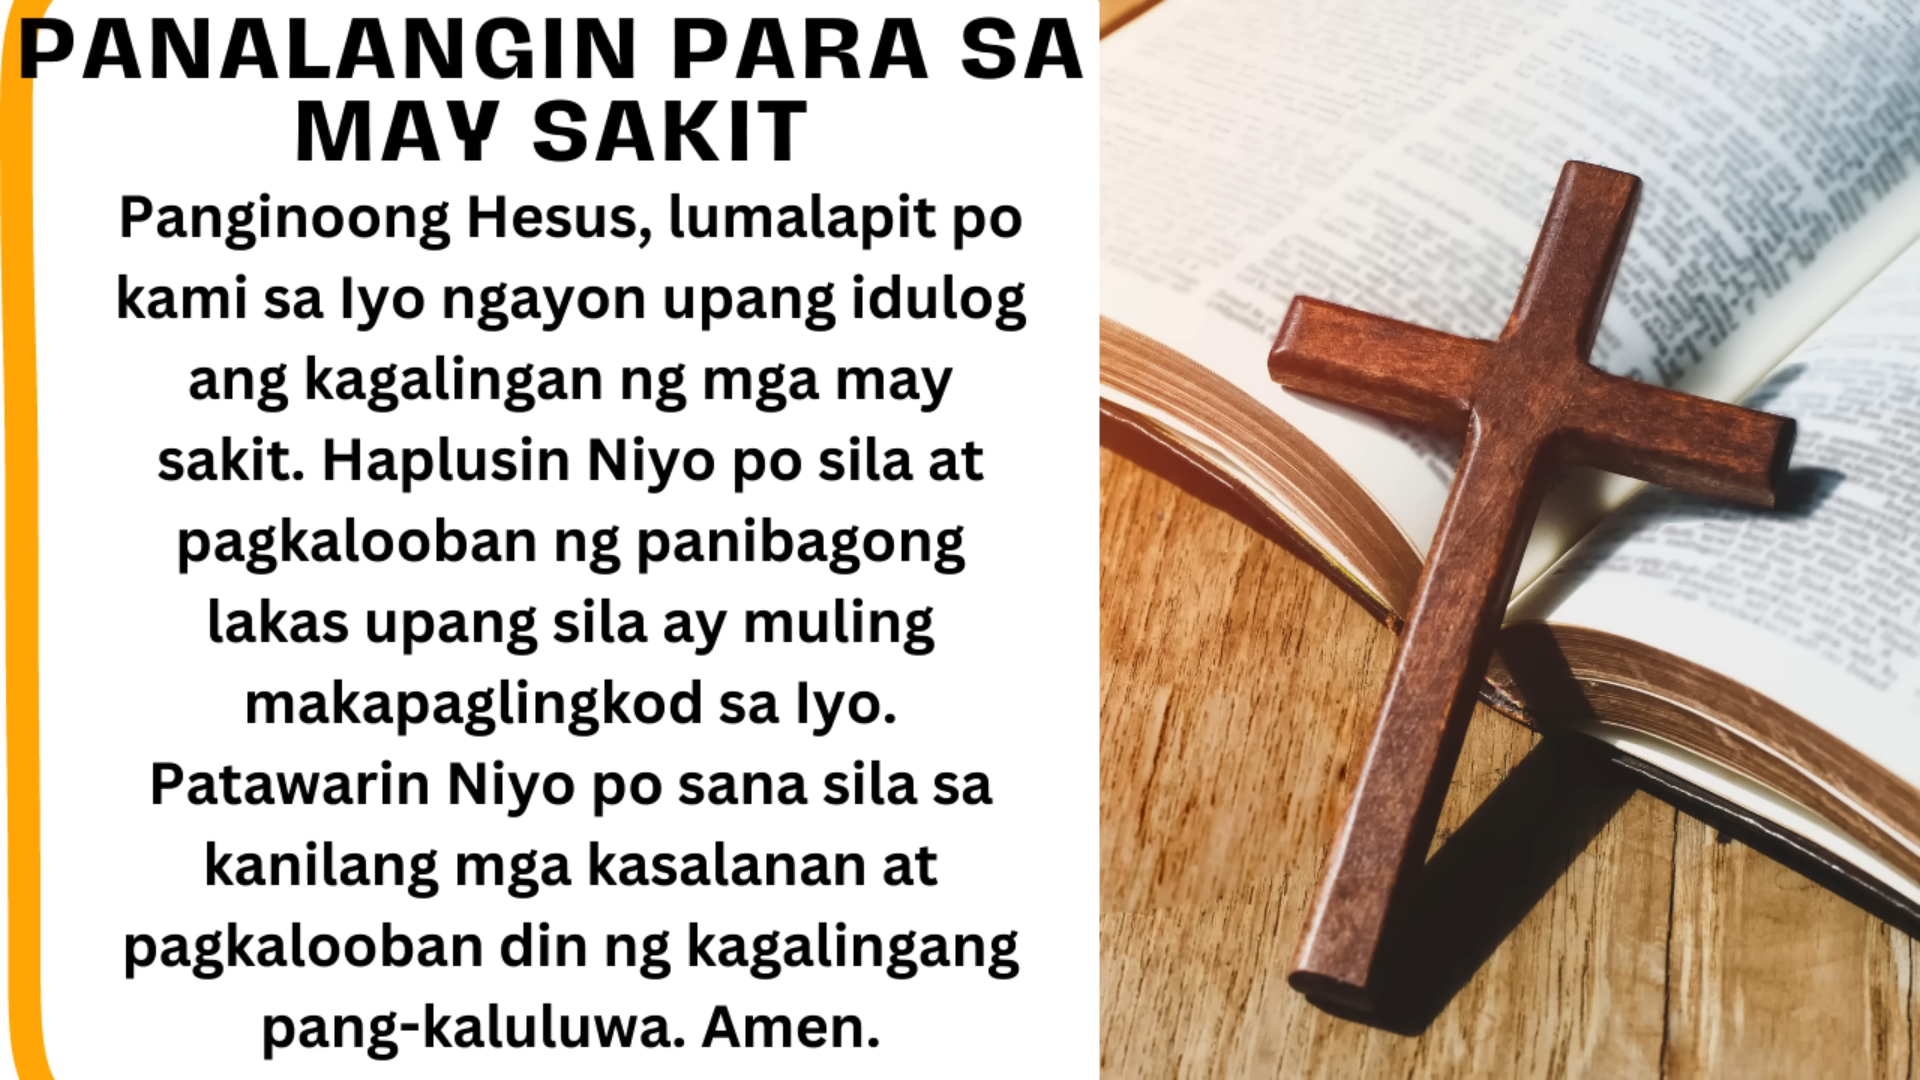 PANALANGIN PARA SA
MAY SAKIT
Panginoong Hesus, lumalapit po
kami sa Iyo ngayon upang idulog
ang kagalingan ng mga may
sakit. Haplusin Niyo po sila at
pagkalooban ng panibagong
lakas upang sila ay muling
makapaglingkod sa Iyo.
Patawarin Niyo po sana sila sa
kanilang mga kasalanan at
pagkalooban din ng kagalingang
pang-kaluluwa. Amen.